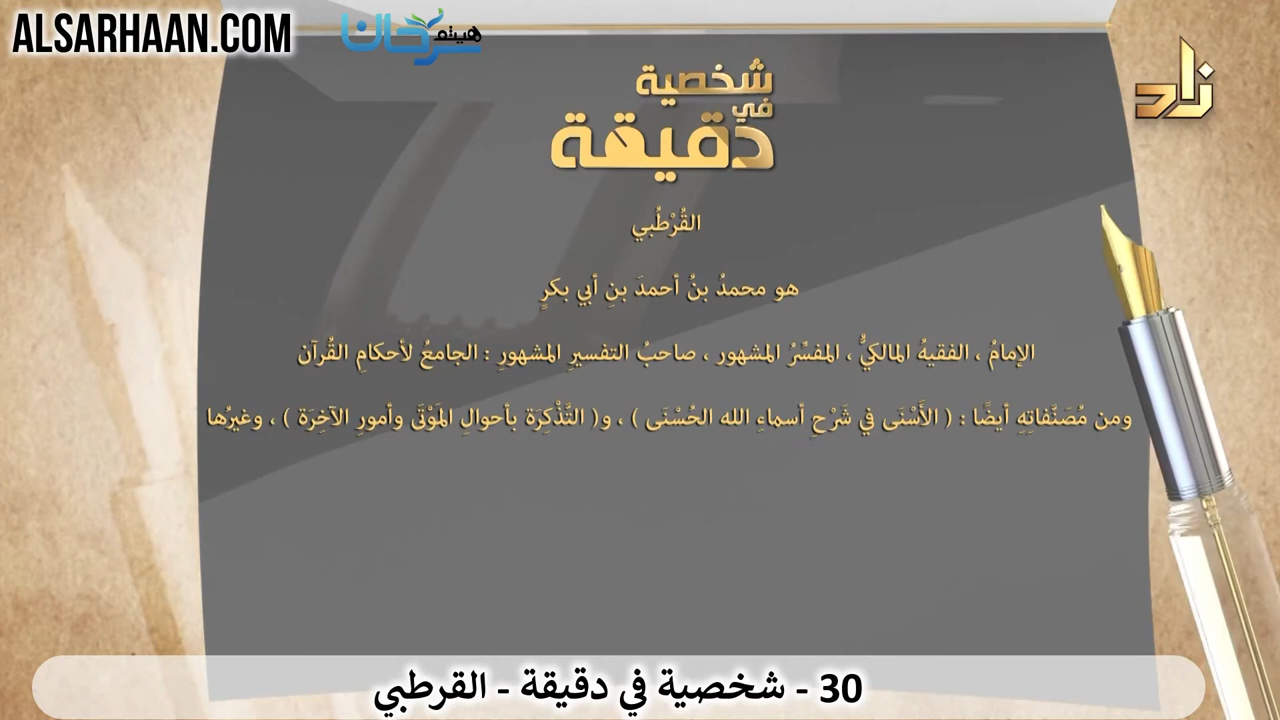 ALSARHAAN.COM
هيثم سرحان
زاد
شخصية
في
دقيقة
القُرْطُبي
هو محمدُ بنُ أحمدَ بنِ أبي بكرٍ
الإمامُ ، الفقيهُ المالكيُّ ، المفسِّرُ المشهور ، صاحبُ التفسيرِ المشهورِ : الجامعُ لأحكامِ القُرآن
ومن مُصَنَّفاتِهِ أيضًا : ( الأَسْنَى في شَرْحِ أسماءِ الله الحُسْنَى ) ، و( التَّذْكِرَة بأحوالِ المَوْتَى وأمورِ الآخِرَة ) ، وغيرُها
30 - شخصية في دقيقة - القرطبي